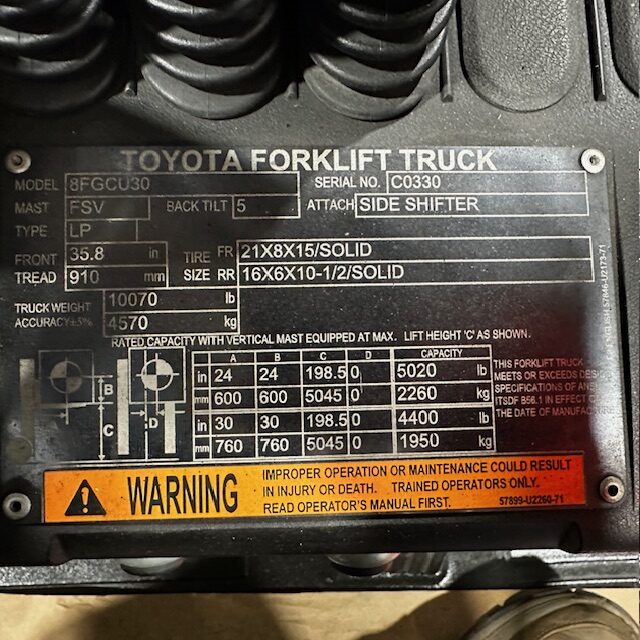 TOYOTA FORKLIFT TRUCK
MODEL 8FGCU30 SERIAL NO. C0330
MAST FSV BACK TILT 5 ATTACH SIDE SHIFTER
TYPE LP
FRONT TREAD 35.8 in 910 mm
TIRE SIZE FR 21X8X15/SOLID
RR 16X6X10-1/2/SOLID
TRUCK WEIGHT 10070 lb
ACCURACY±5% 4570 kg
RATED CAPACITY WITH VERTICAL MAST EQUIPPED AT MAX. LIFT HEIGHT 'C' AS SHOWN.
B
C
D
A B C D CAPACITY
in 24 24 198.5 0 5020 lb
mm 600 600 5045 0 2260 kg
in 30 30 198.5 0 4400 lb
mm 760 760 5045 0 1950 kg
THIS FORKLIFT TRUCK
MEETS OR EXCEEDS
SPECIFICATIONS OF
ITSDF B56.1 IN EFFECT
THE DATE OF
57846-U2173-71
WARNING
IMPROPER OPERATION OR MAINTENANCE COULD RESULT
IN INJURY OR DEATH. TRAINED OPERATORS ONLY.
READ OPERATOR'S MANUAL FIRST. 57899-U2260-71